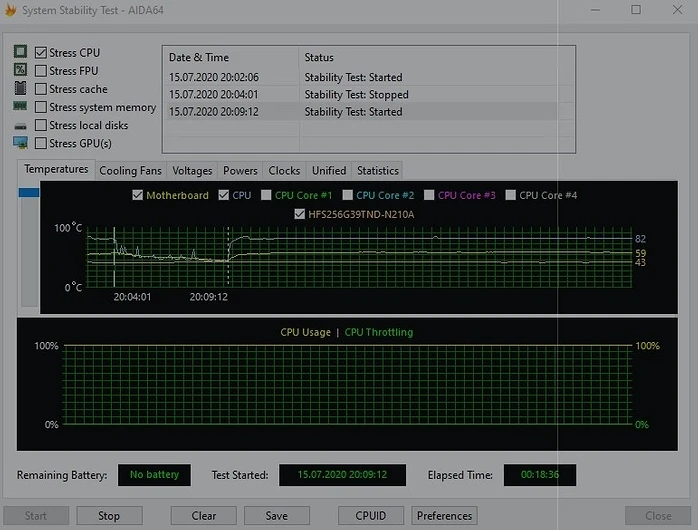 System Stability Test - AIDA64
Stress CPU
Stress FPU
Stress cache
Stress system memory
Stress local disks
Stress GPU(s)
Date & Time Status
15.07.2020 20:02:06 Stability Test: Started
15.07.2020 20:04:01 Stability Test: Stopped
15.07.2020 20:09:12 Stability Test: Started
Temperatures Cooling Fans Voltages Powers Clocks Unified Statistics
Motherboard CPU CPU Core #1 CPU Core #2 CPU Core #3 CPU Core #4
HFS256G39TND-N210A
100°C
82
59
43
0°C
20:04:01 20:09:12
CPU Usage | CPU Throttling
100% 100%
0% 0%
Remaining Battery: No battery Test Started: 15.07.2020 20:09:12 Elapsed Time: 00:18:36
Start Stop Clear Save CPUID Preferences Close